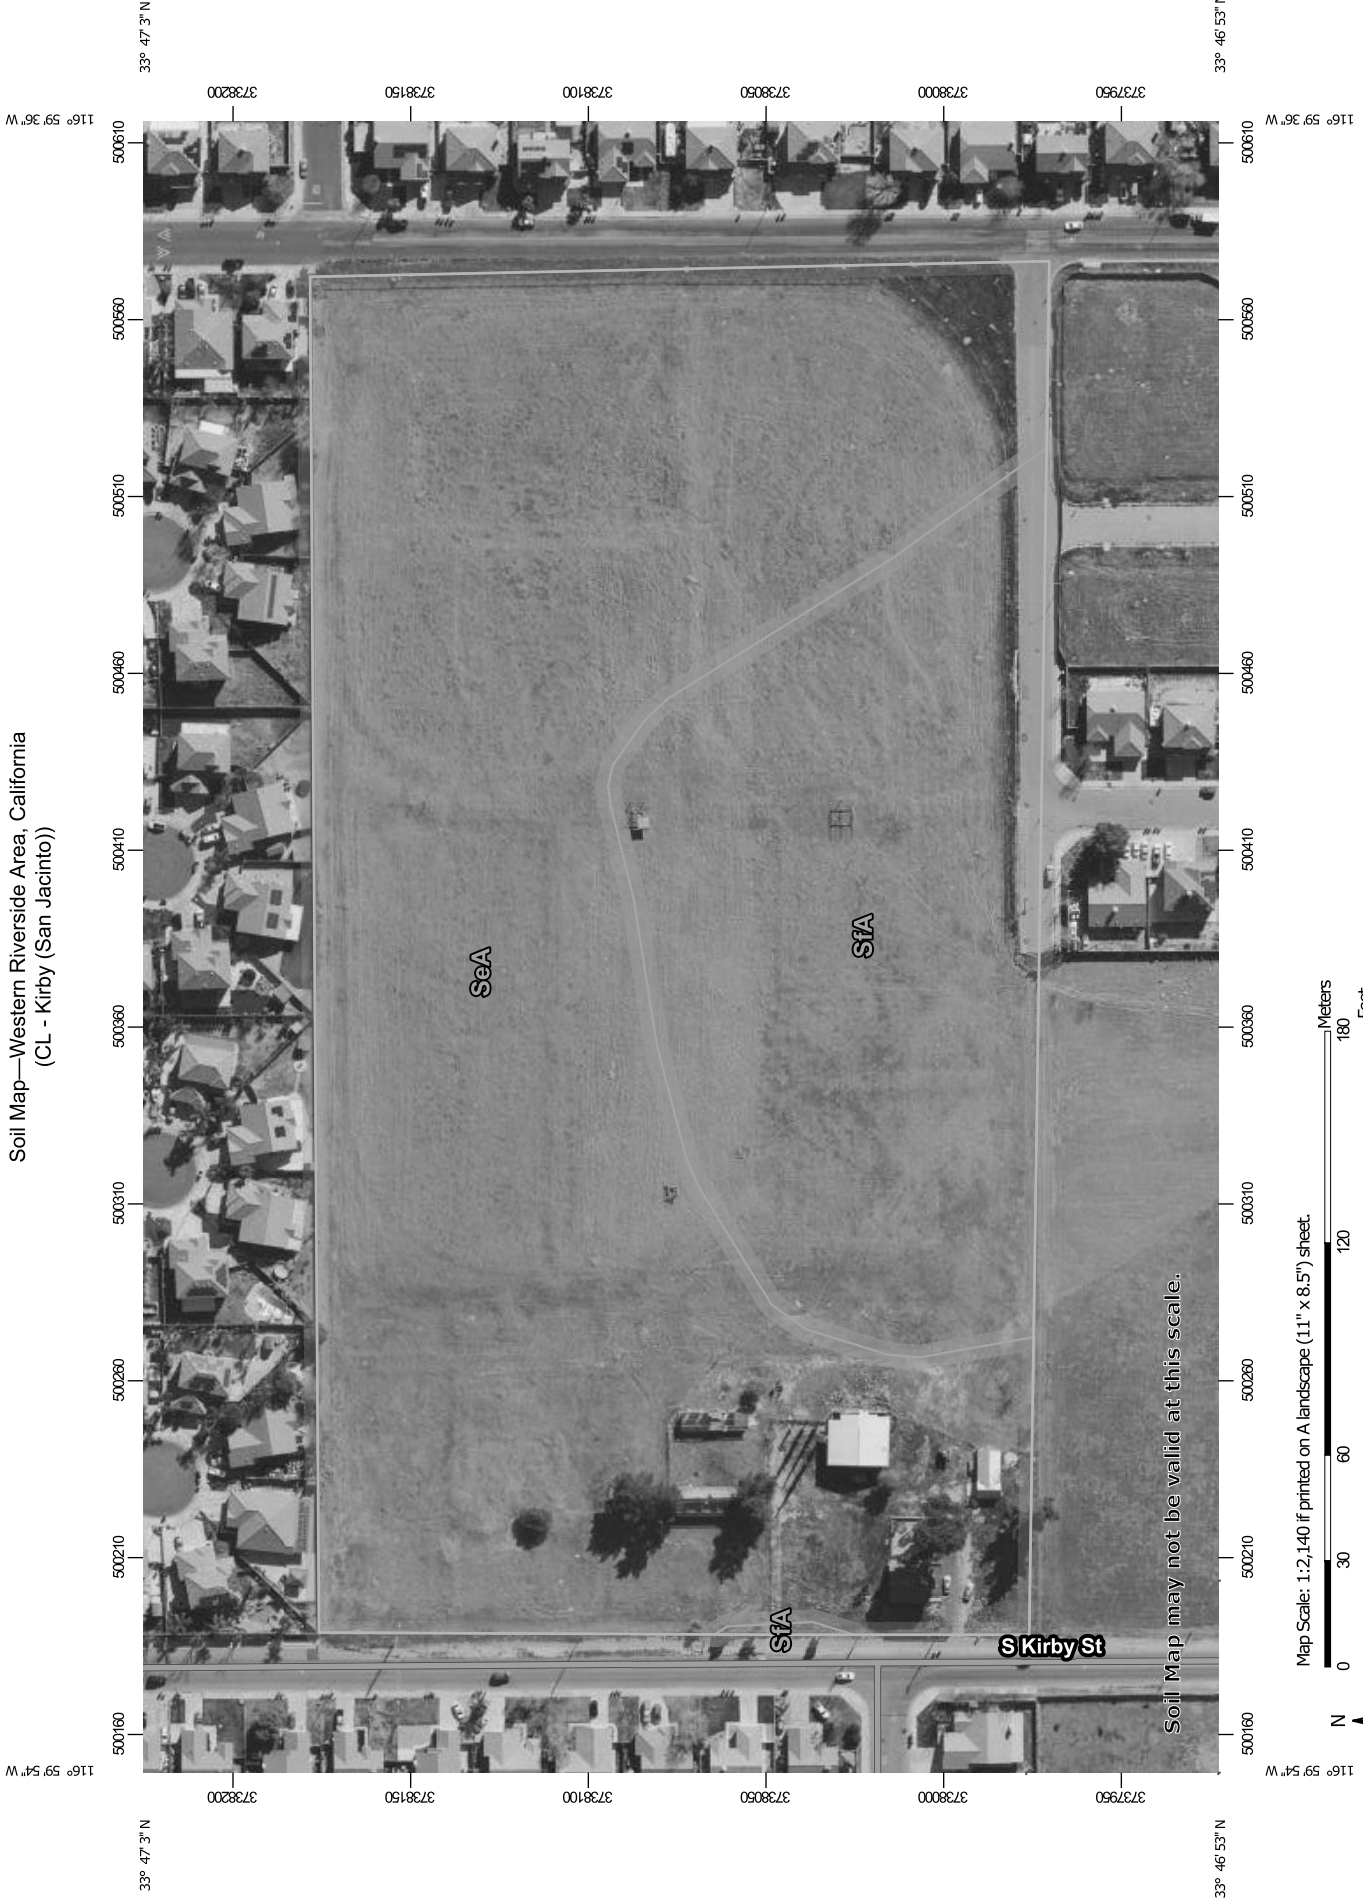 Soil Map—Western Riverside Area, California
(CL - Kirby (San Jacinto))
116° 59' 54" W
116° 59' 36" W
33° 47' 3" N
33° 47' 3" N
500160
500210
500260
500310
500360
500410
500460
500510
500560
500610
3738200
3738200
3738150
3738150
3738100
3738100
3738050
3738050
3738000
3738000
3737950
3737950
SeA
SfA
SfA
S Kirby St
Soil Map may not be valid at this scale.
500160
500210
500260
500310
500360
500410
500460
500510
500560
500610
33° 46' 53" N
33° 46' 53" N
116° 59' 54" W
116° 59' 36" W
Map Scale: 1:2,140 if printed on A landscape (11" x 8.5") sheet.
Meters
0
30
60
120
180
N
Feet